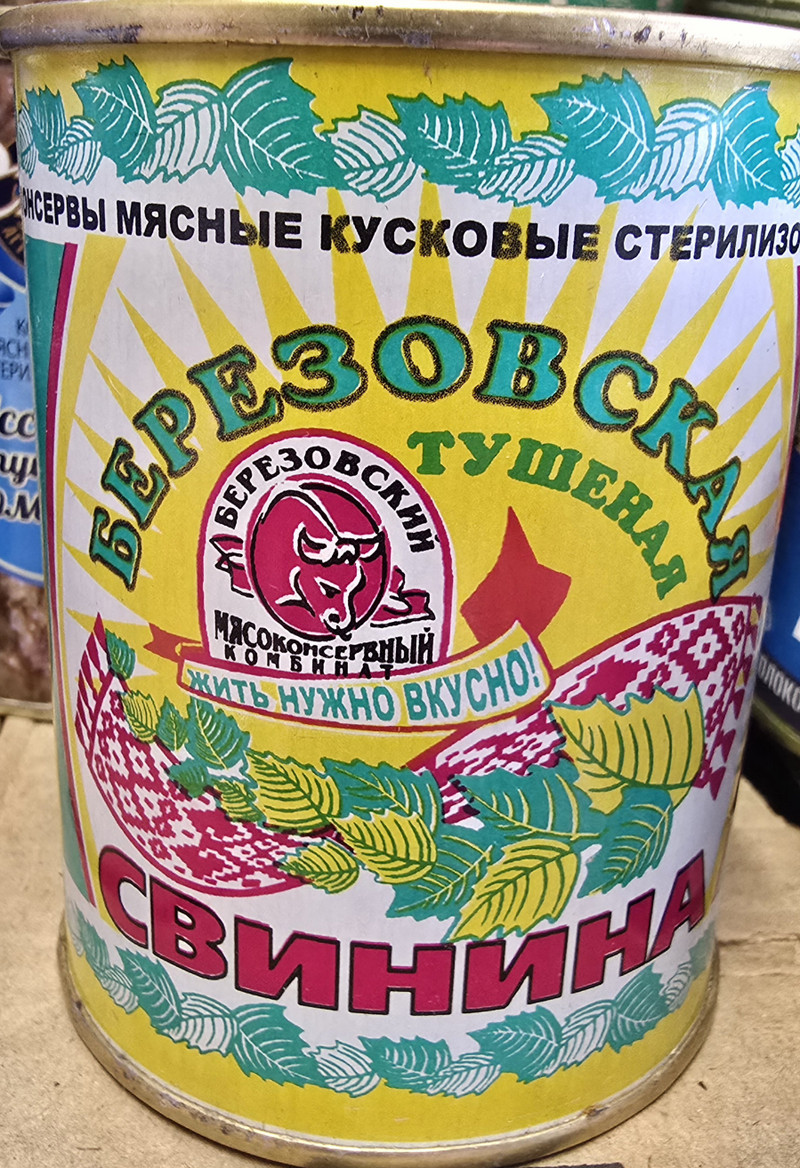 КОНСЕРВЫ МЯСНЫЕ КУСКОВЫЕ СТЕРИЛИЗО
БЕРЕЗОВСКАЯ
ТУШЕНАЯ
БЕРЕЗОВСКИЙ
МЯСОКОНСЕРВНЫЙ
КОМБИНАТ
ЖИТЬ НУЖНО ВКУСНО!
СВИНИНА